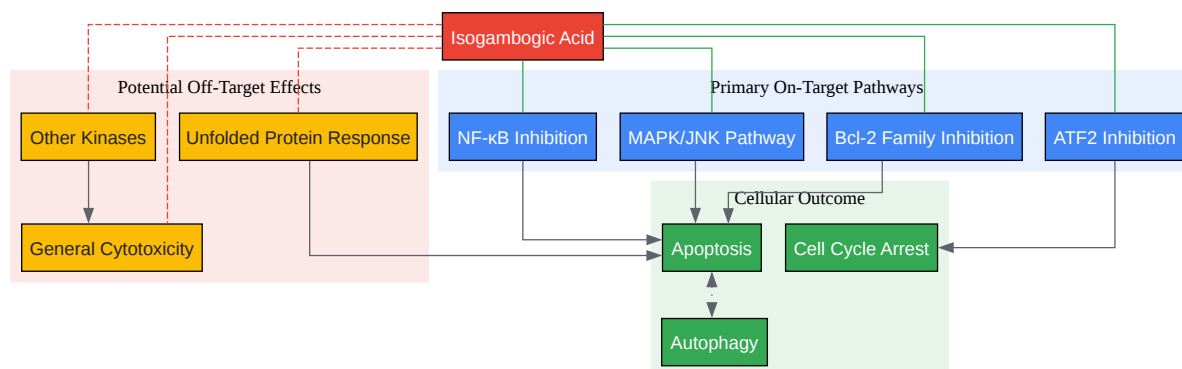 Isogambogic Acid
Potential Off-Target Effects
Primary On-Target Pathways
Other Kinases
Unfolded Protein Response
NF-κB Inhibition
MAPK/JNK Pathway
Bcl-2 Family Inhibition
ATF2 Inhibition
Cellular Outcome
General Cytotoxicity
Apoptosis
Cell Cycle Arrest
Autophagy